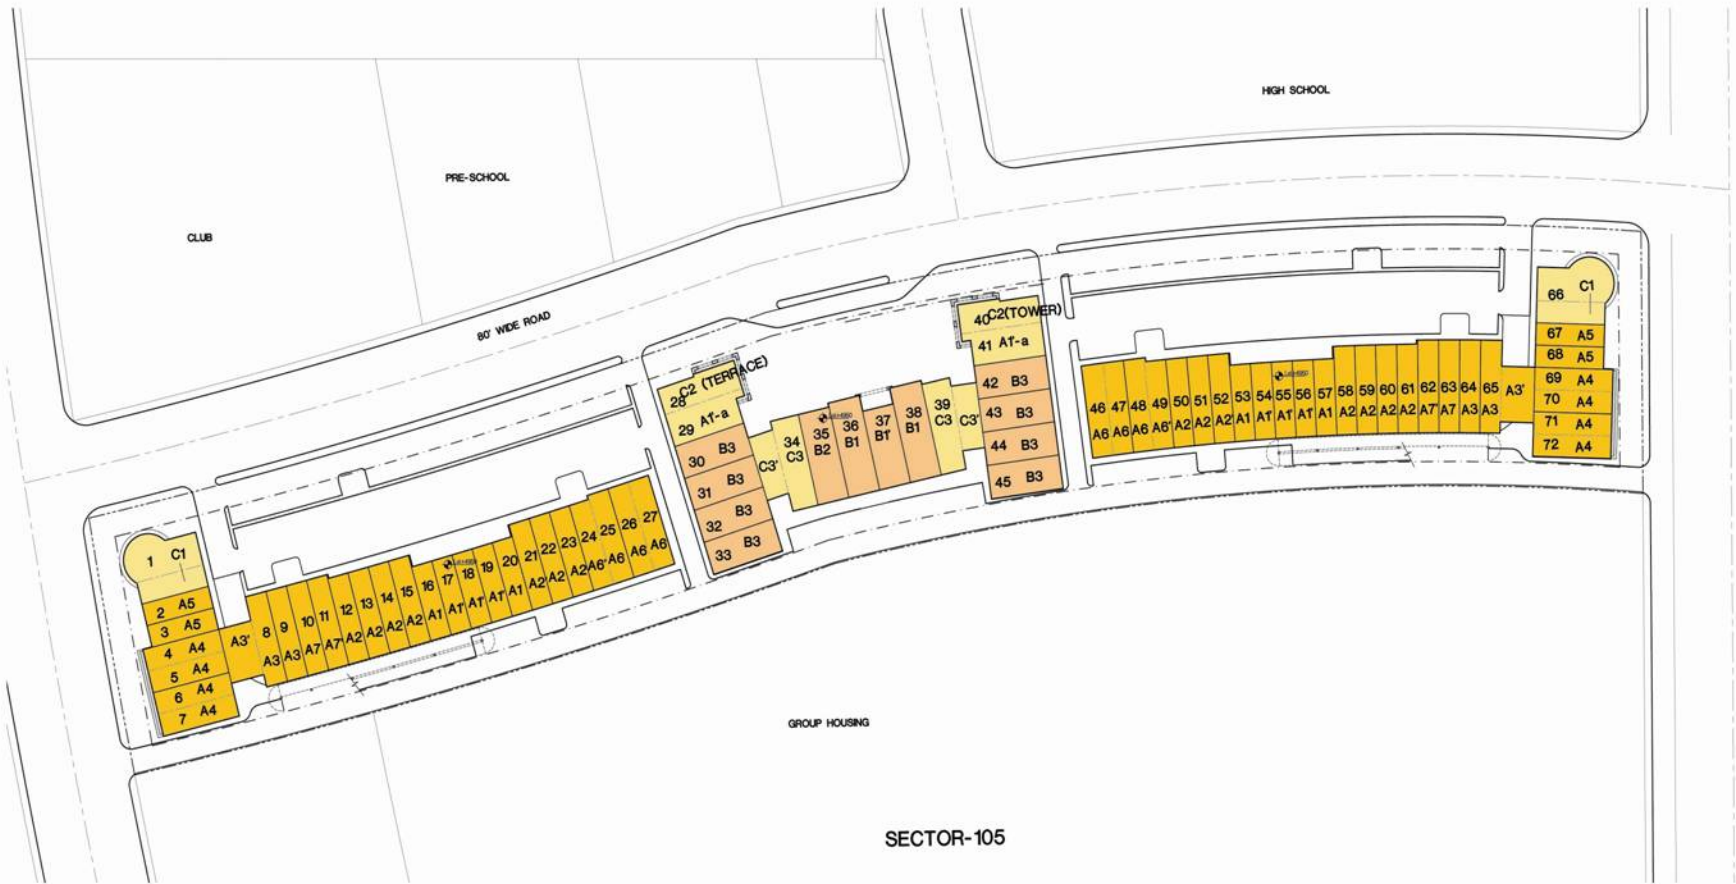 HIGH SCHOOL
PRE-SCHOOL
CLUB
80' WIDE ROAD
1 C1
2 A5
3 A5
4 A4
5 A4
6 A4
7 A4
A3'
8 9 10 11 12 13 14 15 16 17 18 19 20 21 22 23 24 25 26 27
A3 A3 A7 A7' A2 A2 A2 A2 A1 A1' A1' A1' A1 A2' A2 A2 A6' A6 A6 A6
28 C2 (TERRACE)
29 A1'-a
30 B3
31 B3
32 B3
33 B3
C3'
34 35 36 37 38 39
C3 B2 B1 B1' B1 C3
C3'
40 C2(TOWER)
41 A1'-a
42 B3
43 B3
44 B3
45 B3
46 47 48 49 50 51 52 53 54 55 56 57 58 59 60 61 62 63 64 65
A6 A6 A6 A6' A2 A2 A2' A1 A1' A1' A1' A1 A2 A2 A2 A2 A7' A7 A3 A3
A3'
66 C1
67 A5
68 A5
69 A4
70 A4
71 A4
72 A4
GROUP HOUSING
SECTOR-105